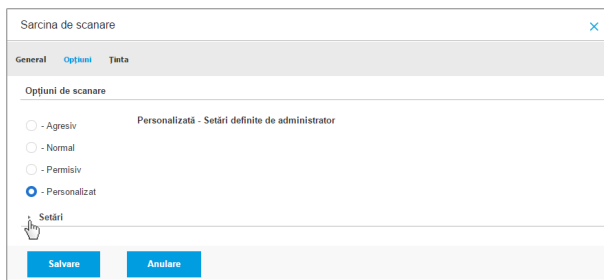 Sarcina de scanare
General Opțiuni Ținta
Opțiuni de scanare
- Agresiv
Personalizată - Setări definite de administrator
- Normal
- Permisiv
- Personalizat
Setări
Salvare Anulare